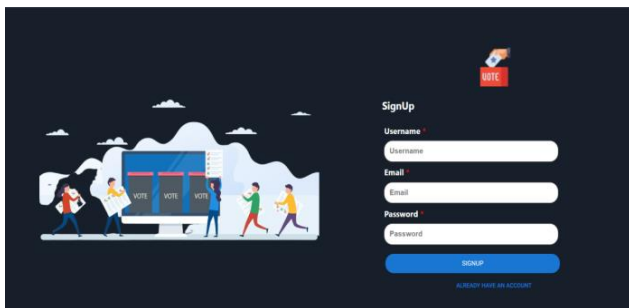 VOTE
SignUp
Username *
Username
Email *
Email
Password *
Password
SIGNUP
ALREADY HAVE AN ACCOUNT
VOTE VOTE VOTE